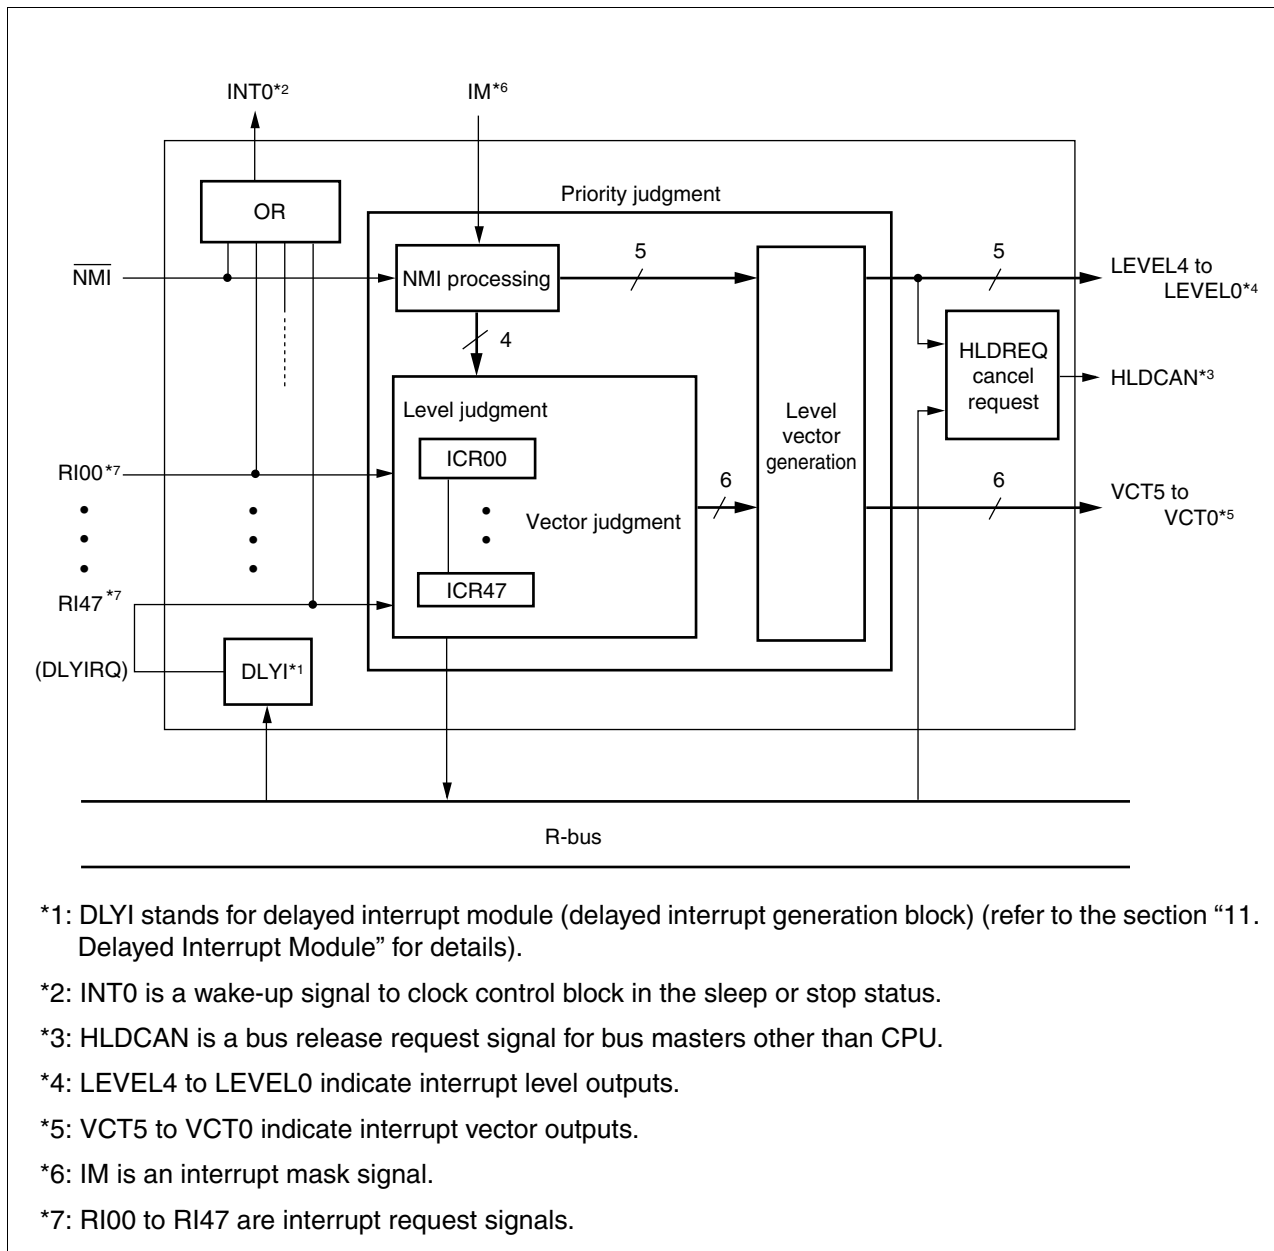 INT0*2
IM*6
OR
Priority judgment
NMI
NMI processing
5
5
LEVEL4 to
LEVEL0*4
4
HLDREQ
cancel
request
HLDCAN*3
Level judgment
Level
vector
generation
RI00*7
ICR00
6
6
VCT5 to
VCT0*5
Vector judgment
ICR47
RI47*7
(DLYIRQ)
DLYI*1
R-bus
*1: DLYI stands for delayed interrupt module (delayed interrupt generation block) (refer to the section “11.
Delayed Interrupt Module” for details).
*2: INT0 is a wake-up signal to clock control block in the sleep or stop status.
*3: HLDCAN is a bus release request signal for bus masters other than CPU.
*4: LEVEL4 to LEVEL0 indicate interrupt level outputs.
*5: VCT5 to VCT0 indicate interrupt vector outputs.
*6: IM is an interrupt mask signal.
*7: RI00 to RI47 are interrupt request signals.